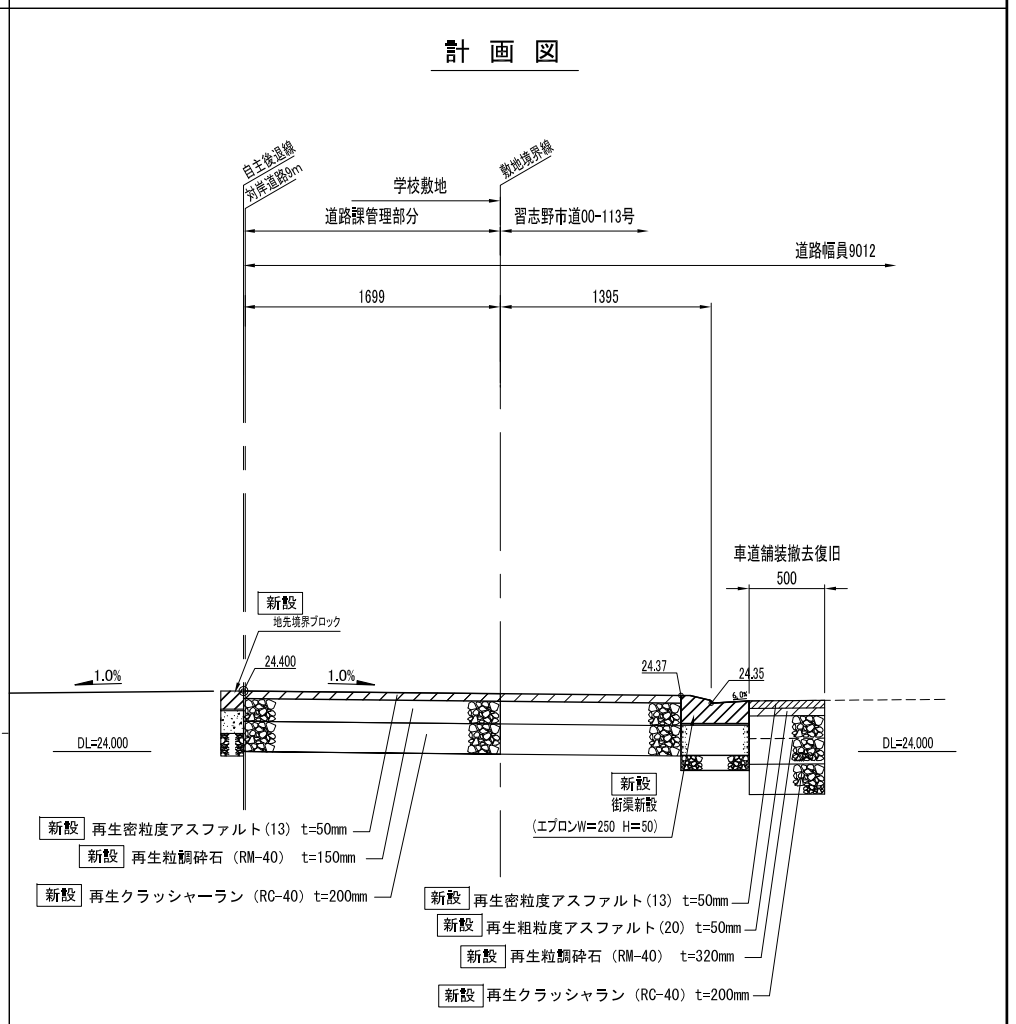 計 画 図
自主後退線
対岸道路9m
敷地境界線
学校敷地
道路課管理部分
習志野市道00-113号
道路幅員9012
1699
1395
車道舗装撤去復旧
500
新設
地先境界ブロック
24.400
24.37
24.35
1.0%
1.0%
6.0%
DL=24.000
DL=24.000
新設
街渠新設
(エプロンW=250 H=50)
新設 再生密粒度アスファルト(13) t=50mm
新設 再生粒調砕石 (RM-40) t=150mm
新設 再生クラッシャーラン (RC-40) t=200mm
新設 再生密粒度アスファルト(13) t=50mm
新設 再生粗粒度アスファルト(20) t=50mm
新設 再生粒調砕石 (RM-40) t=320mm
新設 再生クラッシャラン (RC-40) t=200mm